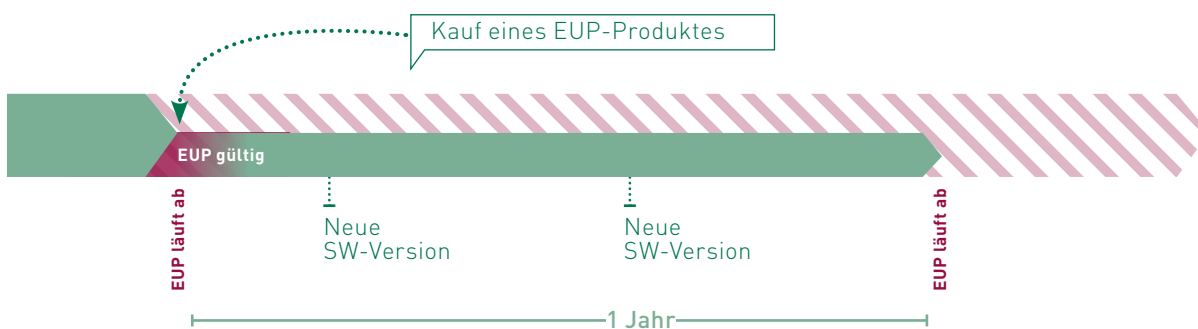 Kauf eines EUP-Produktes
EUP gültig
EUP läuft ab
Neue
SW-Version
Neue
SW-Version
EUP läuft ab
1 Jahr